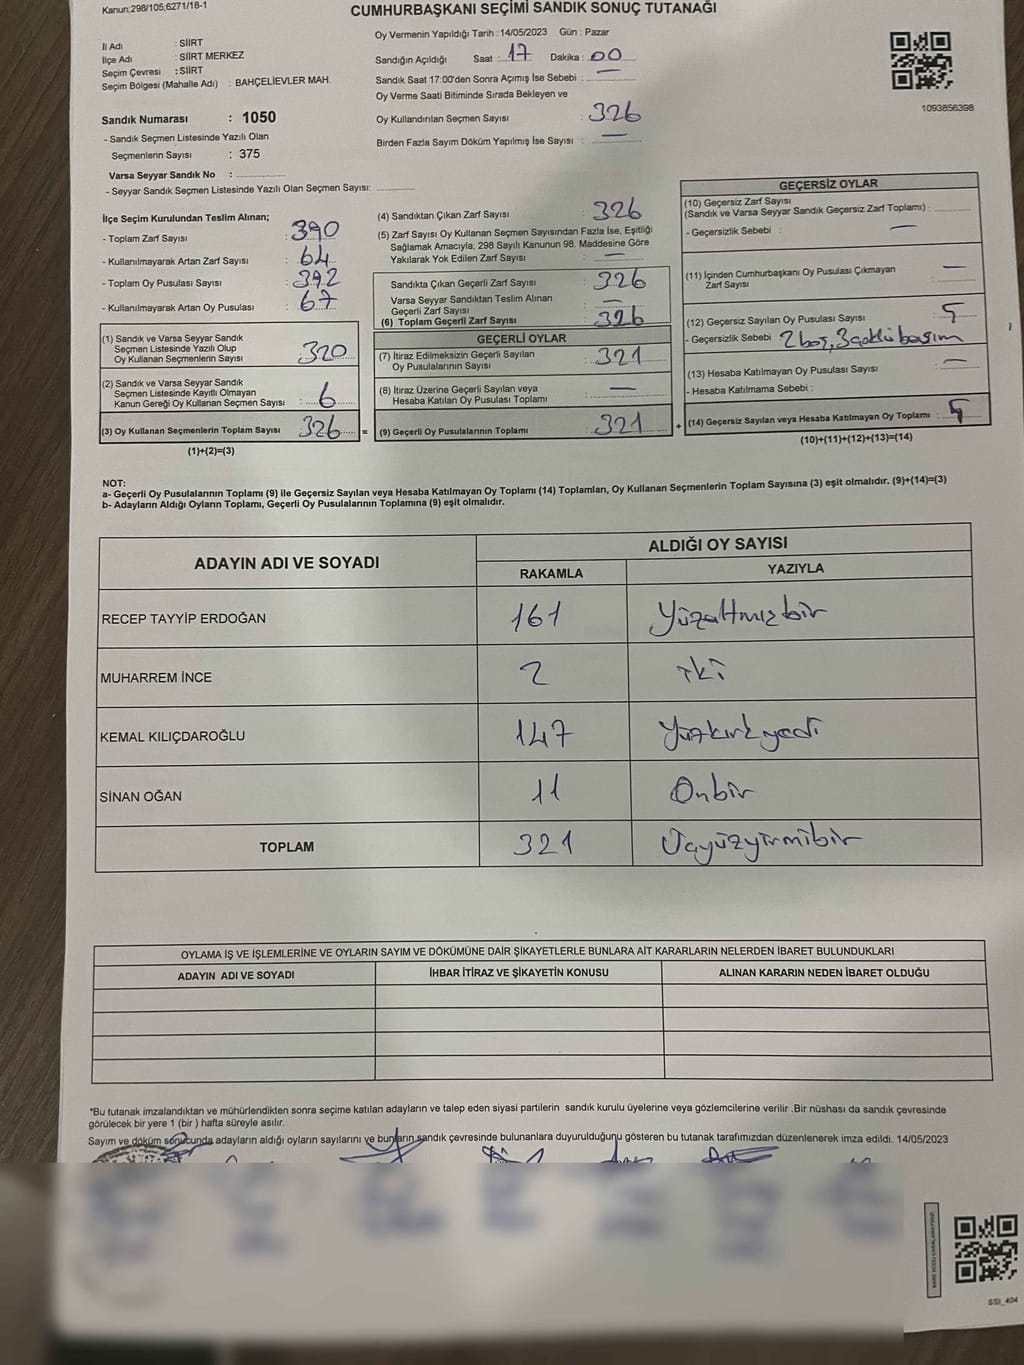 Kanun;298/105,6271/18-1
CUMHURBAŞKANI SEÇİMİ SANDIK SONUÇ TUTANAĞI
İl Adı : SİİRT
İlçe Adı : SİİRT MERKEZ
Seçim Çevresi : SİİRT
Seçim Bölgesi (Mahalle Adı) : BAHÇELİEVLER MAH.
Sandık Numarası : 1050
- Sandık Seçmen Listesinde Yazılı Olan
Seçmenlerin Sayısı : 375
Varsa Seyyar Sandık No :
- Seyyar Sandık Seçmen Listesinde Yazılı Olan Seçmen Sayısı:
Oy Vermenin Yapıldığı Tarih : 14/05/2023 Gün : Pazar
Sandığın Açıldığı Saat : 17 Dakika : 00
Sandık Saat 17:00'den Sonra Açımış İse Sebebi : —
Oy Verme Saati Bitiminde Sırada Bekleyen ve
Oy Kullandırılan Seçmen Sayısı : 326
Birden Fazla Sayım Döküm Yapılmış İse Sayısı : —
1093856398
İlçe Seçim Kurulundan Teslim Alınan;
- Toplam Zarf Sayısı : 390
- Kullanılmayarak Artan Zarf Sayısı : 64
- Toplam Oy Pusulası Sayısı : 392
- Kullanılmayarak Artan Oy Pusulası : 67
(1) Sandık ve Varsa Seyyar Sandık
Seçmen Listesinde Yazılı Olup
Oy Kullanan Seçmenlerin Sayısı : 320
(2) Sandık ve Varsa Seyyar Sandık
Seçmen Listesinde Kayıtlı Olmayan
Kanun Gereği Oy Kullanan Seçmen Sayısı : 6
(3) Oy Kullanan Seçmenlerin Toplam Sayısı 326 =
(1)+(2)=(3)
(4) Sandıktan Çıkan Zarf Sayısı : 326
(5) Zarf Sayısı Oy Kullanan Seçmen Sayısından Fazla İse, Eşitliği
Sağlamak Amacıyla; 298 Sayılı Kanunun 98. Maddesine Göre
Yakılarak Yok Edilen Zarf Sayısı : —
Sandıkta Çıkan Geçerli Zarf Sayısı : 326
Varsa Seyyar Sandıktan Teslim Alınan
Geçerli Zarf Sayısı : —
(6) Toplam Geçerli Zarf Sayısı : 326
GEÇERLİ OYLAR
(7) İtiraz Edilmeksizin Geçerli Sayılan
Oy Pusulalarının Sayısı : 321
(8) İtiraz Üzerine Geçerli Sayılan veya
Hesaba Katılan Oy Pusulası Toplamı : —
(9) Geçerli Oy Pusulalarının Toplamı : 321 +
GEÇERSİZ OYLAR
(10) Geçersiz Zarf Sayısı
(Sandık ve Varsa Seyyar Sandık Geçersiz Zarf Toplamı) :
- Geçersizlik Sebebi : —
(11) İçinden Cumhurbaşkanı Oy Pusulası Çıkmayan
Zarf Sayısı : —
(12) Geçersiz Sayılan Oy Pusulası Sayısı : 5
- Geçersizlik Sebebi : 2 boş, 3 çoklu basım
(13) Hesaba Katılmayan Oy Pusulası Sayısı : —
- Hesaba Katılmama Sebebi :
(14) Geçersiz Sayılan veya Hesaba Katılmayan Oy Toplamı : 5
(10)+(11)+(12)+(13)=(14)
NOT:
a- Geçerli Oy Pusulalarının Toplamı (9) ile Geçersiz Sayılan veya Hesaba Katılmayan Oy Toplamı (14) Toplamları, Oy Kullanan Seçmenlerin Toplam Sayısına (3) eşit olmalıdır. (9)+(14)=(3)
b- Adayların Aldığı Oyların Toplamı, Geçerli Oy Pusulalarının Toplamına (9) eşit olmalıdır.
ADAYIN ADI VE SOYADI
ALDIĞI OY SAYISI
RAKAMLA YAZIYLA
RECEP TAYYİP ERDOĞAN 161 Yüzaltmışbir
MUHARREM İNCE 2 iki
KEMAL KILIÇDAROĞLU 147 Yüzkırkyedi
SİNAN OĞAN 11 Onbir
TOPLAM 321 Üçyüzyirmibir
OYLAMA İŞ VE İŞLEMLERİNE VE OYLARIN SAYIM VE DÖKÜMÜNE DAİR ŞİKAYETLERLE BUNLARA AİT KARARLARIN NELERDEN İBARET BULUNDUKLARI
ADAYIN ADI VE SOYADI İHBAR İTİRAZ VE ŞİKAYETİN KONUSU ALINAN KARARIN NEDEN İBARET OLDUĞU
*Bu tutanak imzalandıktan ve mühürlendikten sonra seçime katılan adayların ve talep eden siyasi partilerin sandık kurulu üyelerine veya gözlemcilerine verilir .Bir nüshası da sandık çevresinde
görülecek bir yere 1 (bir ) hafta süreyle asılır.
Sayım ve döküm sonucunda adayların aldığı oyların sayılarını ve bunların sandık çevresinde bulunanlara duyurulduğunu gösteren bu tutanak tarafımızdan düzenlenerek imza edildi. 14/05/2023
SSI_404